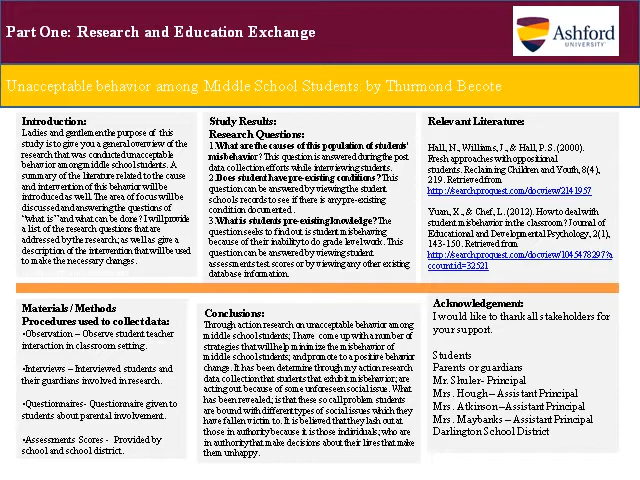 Part One: Research and Education Exchange
Ashford
UNIVERSITY
Unacceptable behavior among Middle School Students: by Thurmond Becote
Introduction:
Ladies and gentlemen the purpose of this
study is to give you a general overview of the
research that was conducted unacceptable
behavior among middle school students. A
summary of the literature related to the cause
and intervention of this behavior will be
introduced as well. The area of focus will be
discussed and answering the questions of
"what is" and what can be done? I will provide
a list of the research questions that are
addressed by the research; as well as give a
description of the intervention that will be used
to make the necessary changes.
Study Results:
Research Questions:
1.What are the causes of this population of students'
misbehavior? This question is answered during the post
data collection efforts while interviewing students.
2.Does student have pre-existing conditions? This
question can be answered by viewing the student
schools records to see if there is any pre-existing
condition documented.
3.What is students pre-existing knowledge? The
question seeks to find out is student misbehaving
because of their inability to do grade level work. This
question can be answered by viewing student
assessments test scores or by viewing any other existing
database information.
Relevant Literature:
Hall, N., Williams, J., & Hall, P. S. (2000).
Fresh approaches with oppositional
students. Reclaiming Children and Youth, 8(4),
219. Retrieved from
http://searchproquest.com/docview/2141957
Yuan, X., & Chef, L. (2012). How to deal with
student misbehavior in the classroom? Journal of
Educational and Developmental Psychology, 2(1),
143-150. Retrieved from
http://searchproquest.com/docview/1045478297?a
ccountid=32521
Materials / Methods
Procedures used to collect data:
•Observation – Observe student teacher
interaction in classroom setting.
•Interviews – Interviewed students and
their guardians involved in research.
•Questionnaires- Questionnaire given to
students about parental involvement.
•Assessments Scores - Provided by
school and school district.
Conclusions:
Through action research on unacceptable behavior among
middle school students; I have come up with a number of
strategies that will help minimize the misbehavior of
middle school students; and promote to a positive behavior
change. It has been determine through my action research
data collection that students that exhibit misbehavior; are
acting out because of some unforeseen social issue. What
has been revealed; is that these so call problem students
are bound with different types of social issues which they
have fallen victim to. It is believed that they lash out at
those in authority because it is those individuals; who are
in authority that make decisions about their lives that make
them unhappy.
Acknowledgement:
I would like to thank all stakeholders for
your support.
Students
Parents or guardians
Mr. Shuler- Principal
Mrs. Hough – Assistant Principal
Mrs. Atkinson –Assistant Principal
Mrs. Maybanks – Assistant Principal
Darlington School District